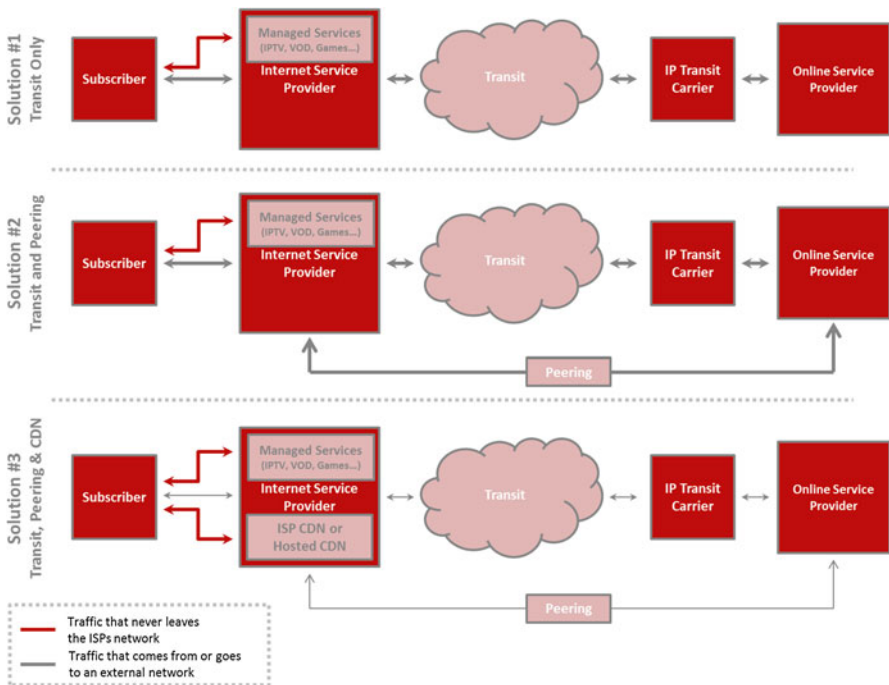 Solution #1
Transit Only
Subscriber
Managed Services
(IPTV, VOD, Games...)
Internet Service
Provider
Transit
IP Transit
Carrier
Online Service
Provider
Solution #2
Transit and Peering
Subscriber
Managed Services
(IPTV, VOD, Games...)
Internet Service
Provider
Transit
IP Transit
Carrier
Online Service
Provider
Peering
Solution #3
Transit, Peering & CDN
Subscriber
Managed Services
(IPTV, VOD, Games...)
Internet Service
Provider
ISP CDN or
Hosted CDN
Transit
IP Transit
Carrier
Online Service
Provider
Peering
Traffic that never leaves
the ISPs network
Traffic that comes from or goes
to an external network